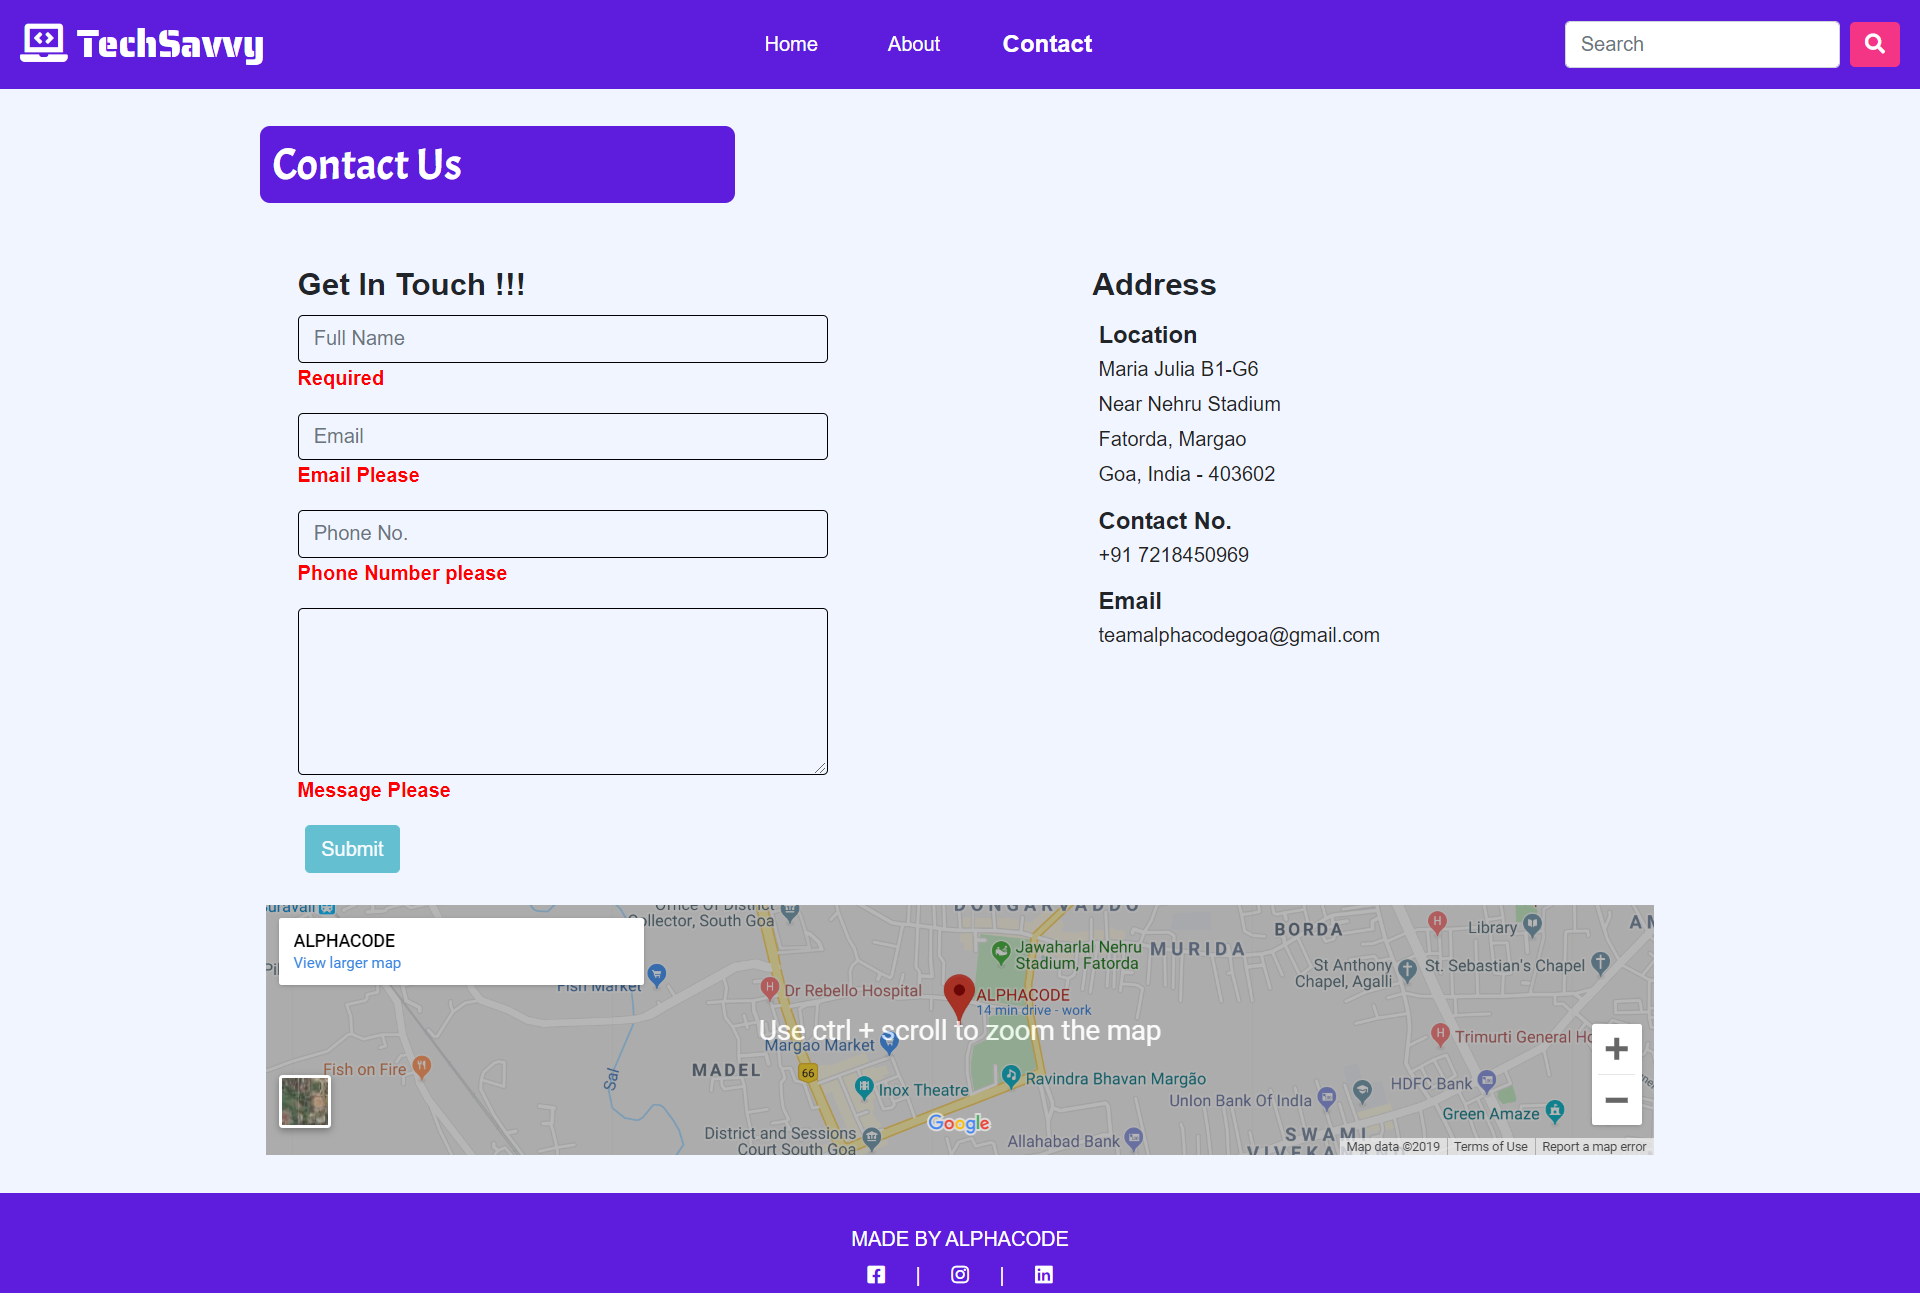 TechSavvy
Home
About
Contact
Search
Contact Us
Get In Touch !!!
Full Name
Required
Email
Email Please
Phone No.
Phone Number please
Message Please
Submit
Address
Location
Maria Julia B1-G6
Near Nehru Stadium
Fatorda, Margao
Goa, India - 403602
Contact No.
+91 7218450969
Email
teamalphacodegoa@gmail.com
ALPHACODE
View larger map
Collector, South Goa
Fish Market
Dr Rebello Hospital
Jawaharlal Nehru
Stadium, Fatorda
MURIDA
BORDA
Library
St Anthony
Chapel, Agalli
St. Sebastian's Chapel
ALPHACODE
14 min drive - work
Use ctrl + scroll to zoom the map
Margao Market
Trimurti General
Fish on Fire
Sal
MADEL
66
Inox Theatre
Ravindra Bhavan Margão
Union Bank Of India
HDFC Bank
Green Amaze
District and Sessions
Court South Goa
Google
Allahabad Bank
SWAMI
Map data ©2019
Terms of Use
Report a map error
MADE BY ALPHACODE
|
|